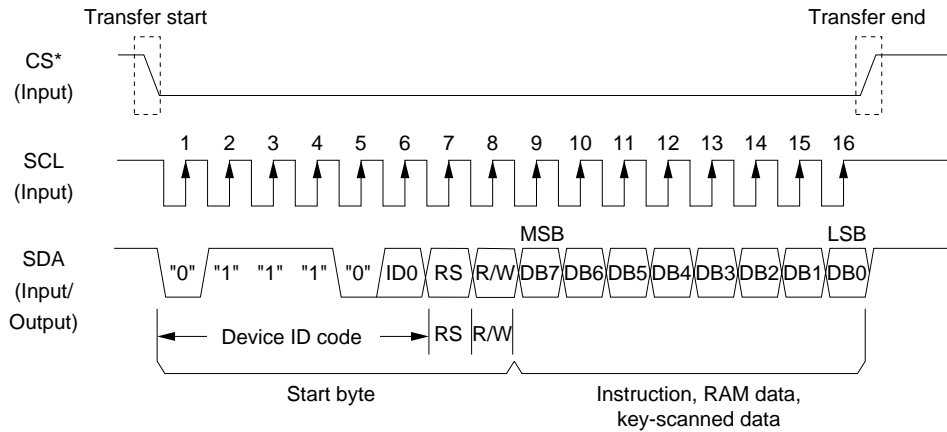 Transfer start
Transfer end
CS*
(Input)
1 2 3 4 5 6 7 8 9 10 11 12 13 14 15 16
SCL
(Input)
MSB
LSB
SDA
(Input/
Output)
"0" "1" "1" "1" "0" ID0 RS R/W DB7 DB6 DB5 DB4 DB3 DB2 DB1 DB0
Device ID code RS R/W
Start byte
Instruction, RAM data,
key-scanned data